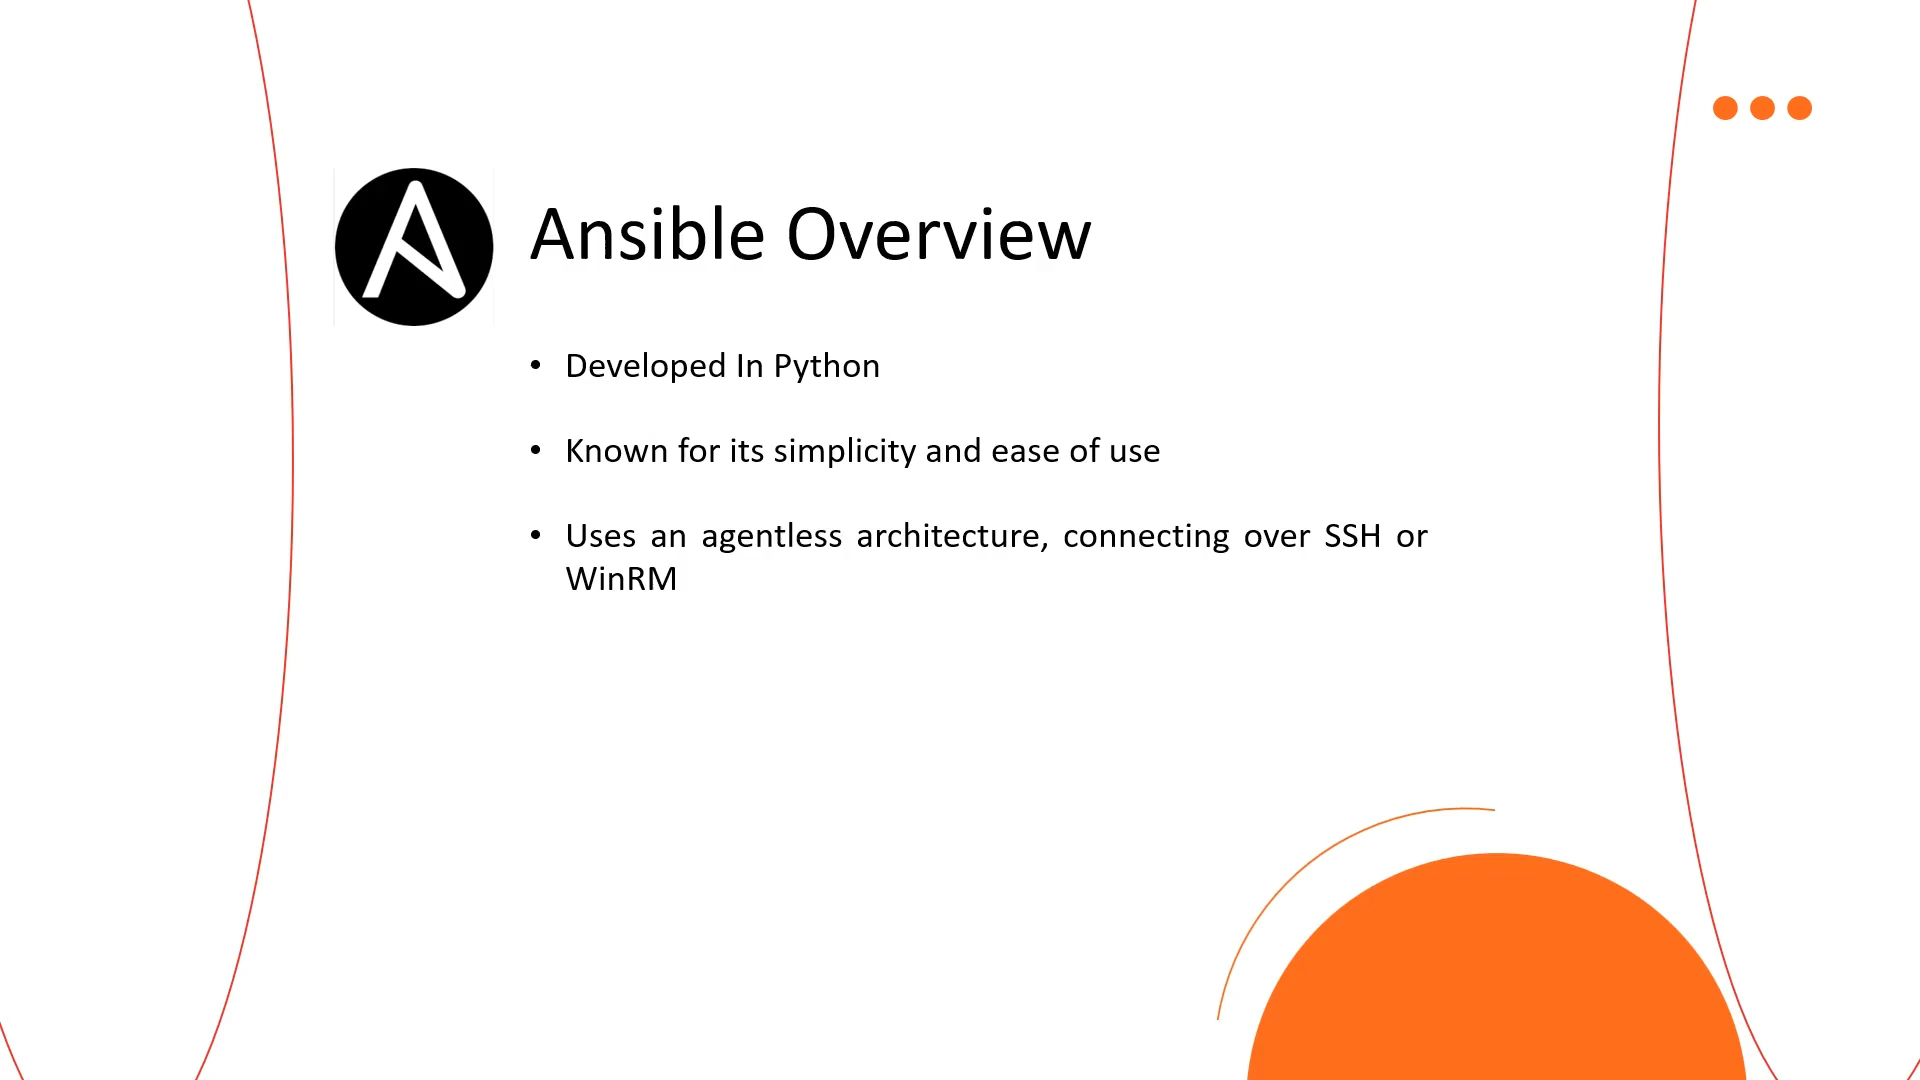 Ansible Overview
• Developed In Python
• Known for its simplicity and ease of use
• Uses an agentless architecture, connecting over SSH or
WinRM